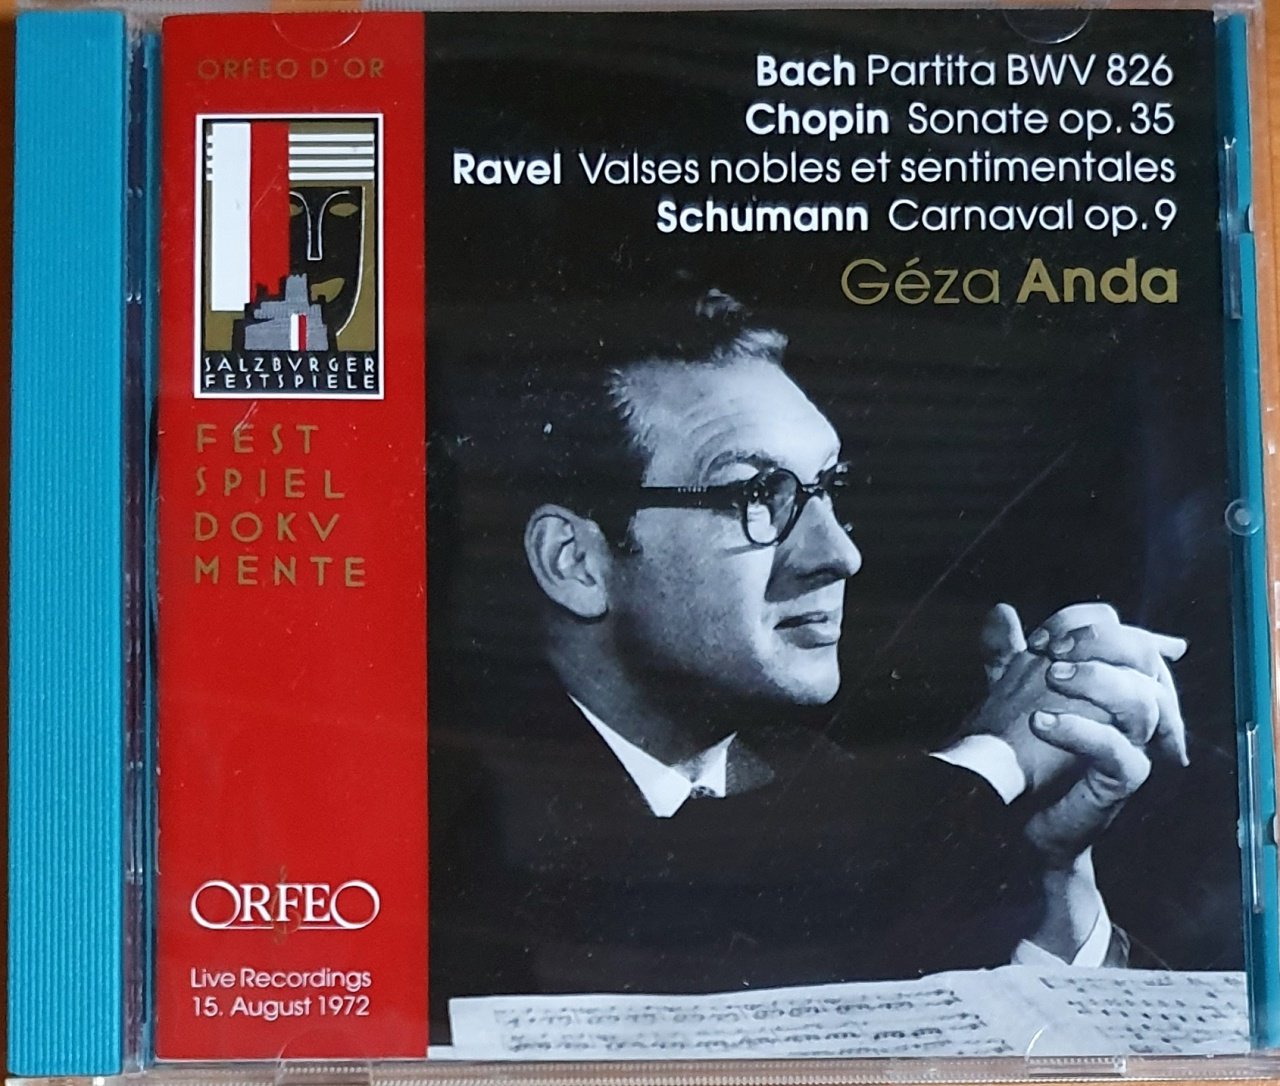 ORFEO D'OR
SALZBVRGER
FESTSPIELE
FEST
SPIEL
DOKV
MENTE
ORFEO
Live Recordings
15. August 1972
Bach Partita BWV 826
Chopin Sonate op. 35
Ravel Valses nobles et sentimentales
Schumann Carnaval op. 9
Géza Anda